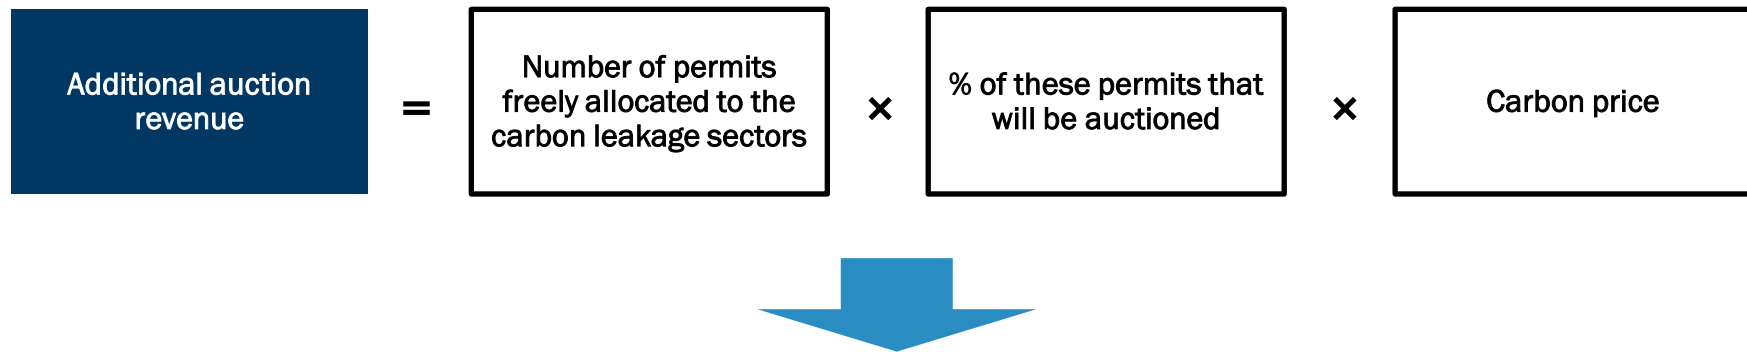 Additional auction
revenue
=
Number of permits
freely allocated to the
carbon leakage sectors
×
% of these permits that
will be auctioned
×
Carbon price